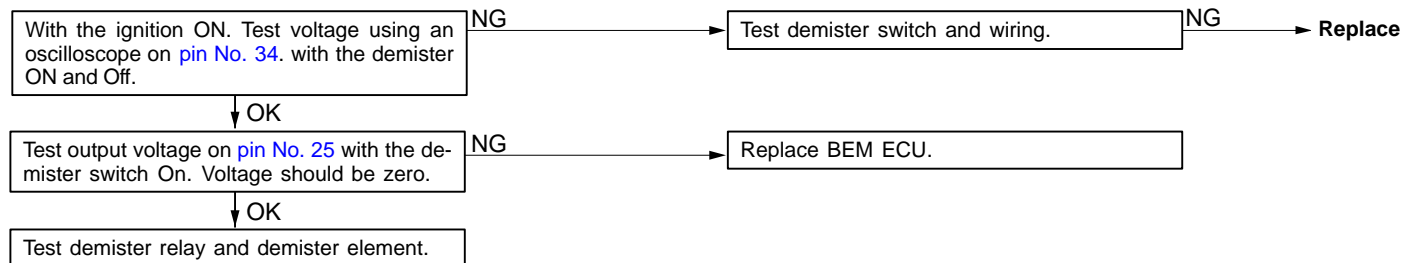 With the ignition ON. Test voltage using an
oscilloscope on pin No. 34. with the demister
ON and Off.
NG
Test demister switch and wiring.
NG
Replace
OK
Test output voltage on pin No. 25 with the de-
mister switch On. Voltage should be zero.
NG
Replace BEM ECU.
OK
Test demister relay and demister element.